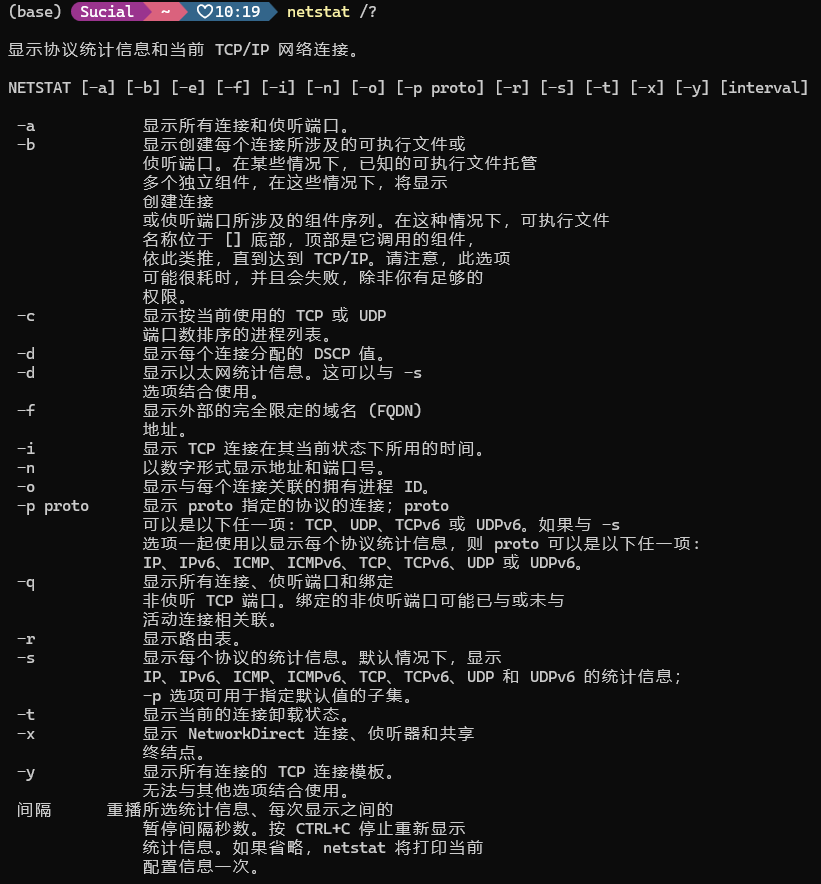 (base) Sucial ~ ♡10:19 netstat /?
显示协议统计信息和当前 TCP/IP 网络连接。
NETSTAT [-a] [-b] [-e] [-f] [-i] [-n] [-o] [-p proto] [-r] [-s] [-t] [-x] [-y] [interval]
-a 显示所有连接和侦听端口。
-b 显示创建每个连接所涉及的可执行文件或
侦听端口。在某些情况下，已知的可执行文件托管
多个独立组件，在这些情况下，将显示
创建连接
或侦听端口所涉及的组件序列。在这种情况下，可执行文件
名称位于 [] 底部，顶部是它调用的组件，
依此类推，直到达到 TCP/IP。请注意，此选项
可能很耗时，并且会失败，除非你有足够的
权限。
-c 显示按当前使用的 TCP 或 UDP
端口数排序的进程列表。
-d 显示每个连接分配的 DSCP 值。
-d 显示以太网统计信息。这可以与 -s
选项结合使用。
-f 显示外部的完全限定的域名 (FQDN)
地址。
-i 显示 TCP 连接在其当前状态下所用的时间。
-n 以数字形式显示地址和端口号。
-o 显示与每个连接关联的拥有进程 ID。
-p proto 显示 proto 指定的协议的连接；proto
可以是以下任一项: TCP、UDP、TCPv6 或 UDPv6。如果与 -s
选项一起使用以显示每个协议统计信息，则 proto 可以是以下任一项:
IP、IPv6、ICMP、ICMPv6、TCP、TCPv6、UDP 或 UDPv6。
-q 显示所有连接、侦听端口和绑定
非侦听 TCP 端口。绑定的非侦听端口可能已与或未与
活动连接相关联。
-r 显示路由表。
-s 显示每个协议的统计信息。默认情况下，显示
IP、IPv6、ICMP、ICMPv6、TCP、TCPv6、UDP 和 UDPv6 的统计信息；
-p 选项可用于指定默认值的子集。
-t 显示当前的连接卸载状态。
-x 显示 NetworkDirect 连接、侦听器和共享
终结点。
-y 显示所有连接的 TCP 连接模板。
无法与其他选项结合使用。
间隔 重播所选统计信息、每次显示之间的
暂停间隔秒数。按 CTRL+C 停止重新显示
统计信息。如果省略，netstat 将打印当前
配置信息一次。